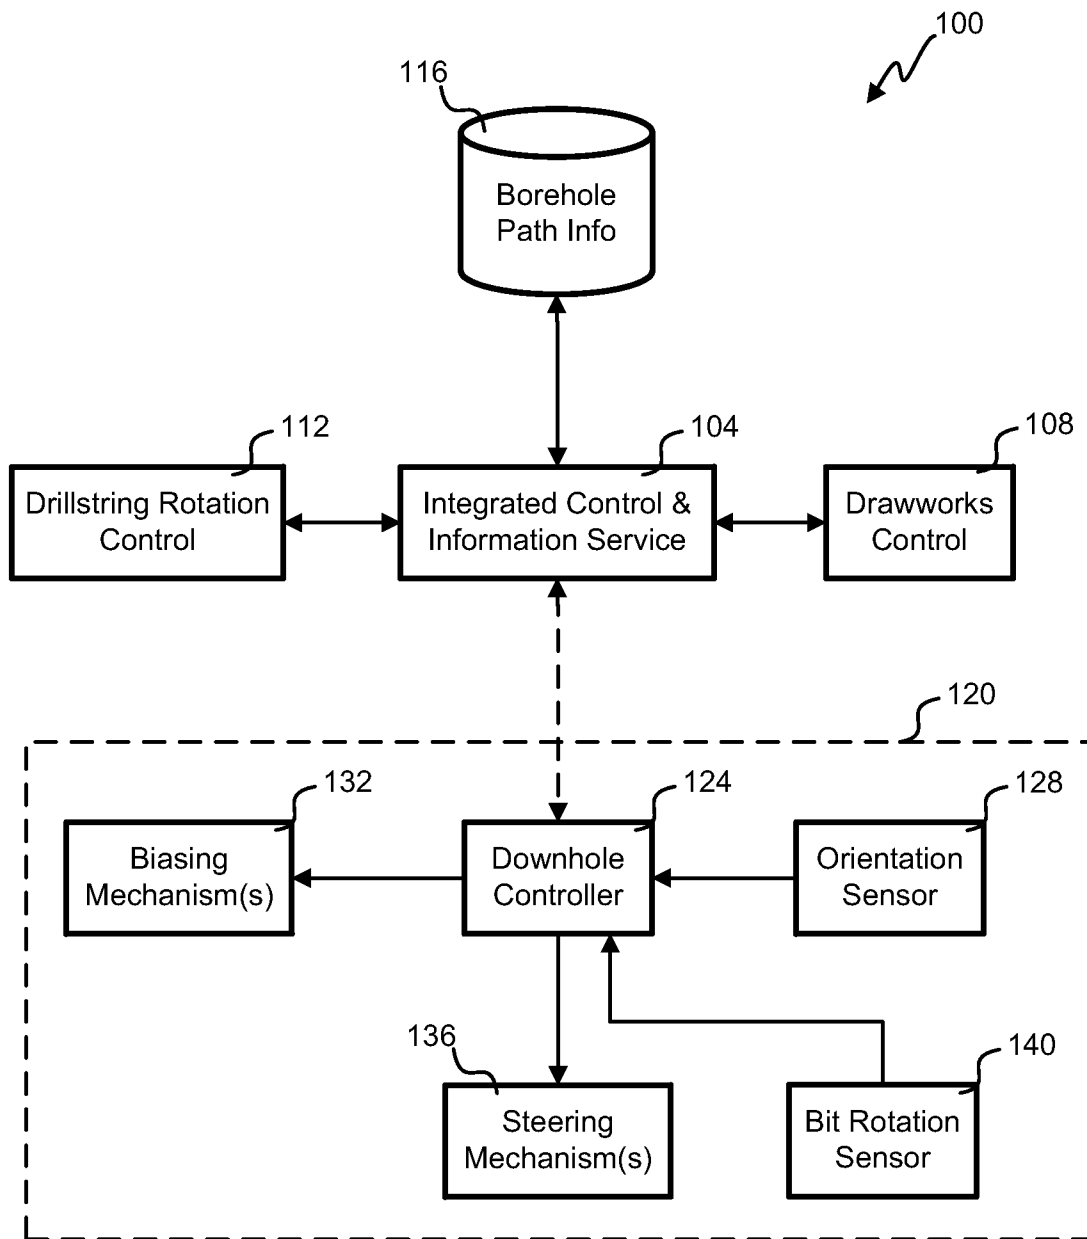 100
116
Borehole
Path Info
112
104
108
Drillstring Rotation
Control
Integrated Control &
Information Service
Drawworks
Control
120
132
124
128
Biasing
Mechanism(s)
Downhole
Controller
Orientation
Sensor
136
140
Steering
Mechanism(s)
Bit Rotation
Sensor